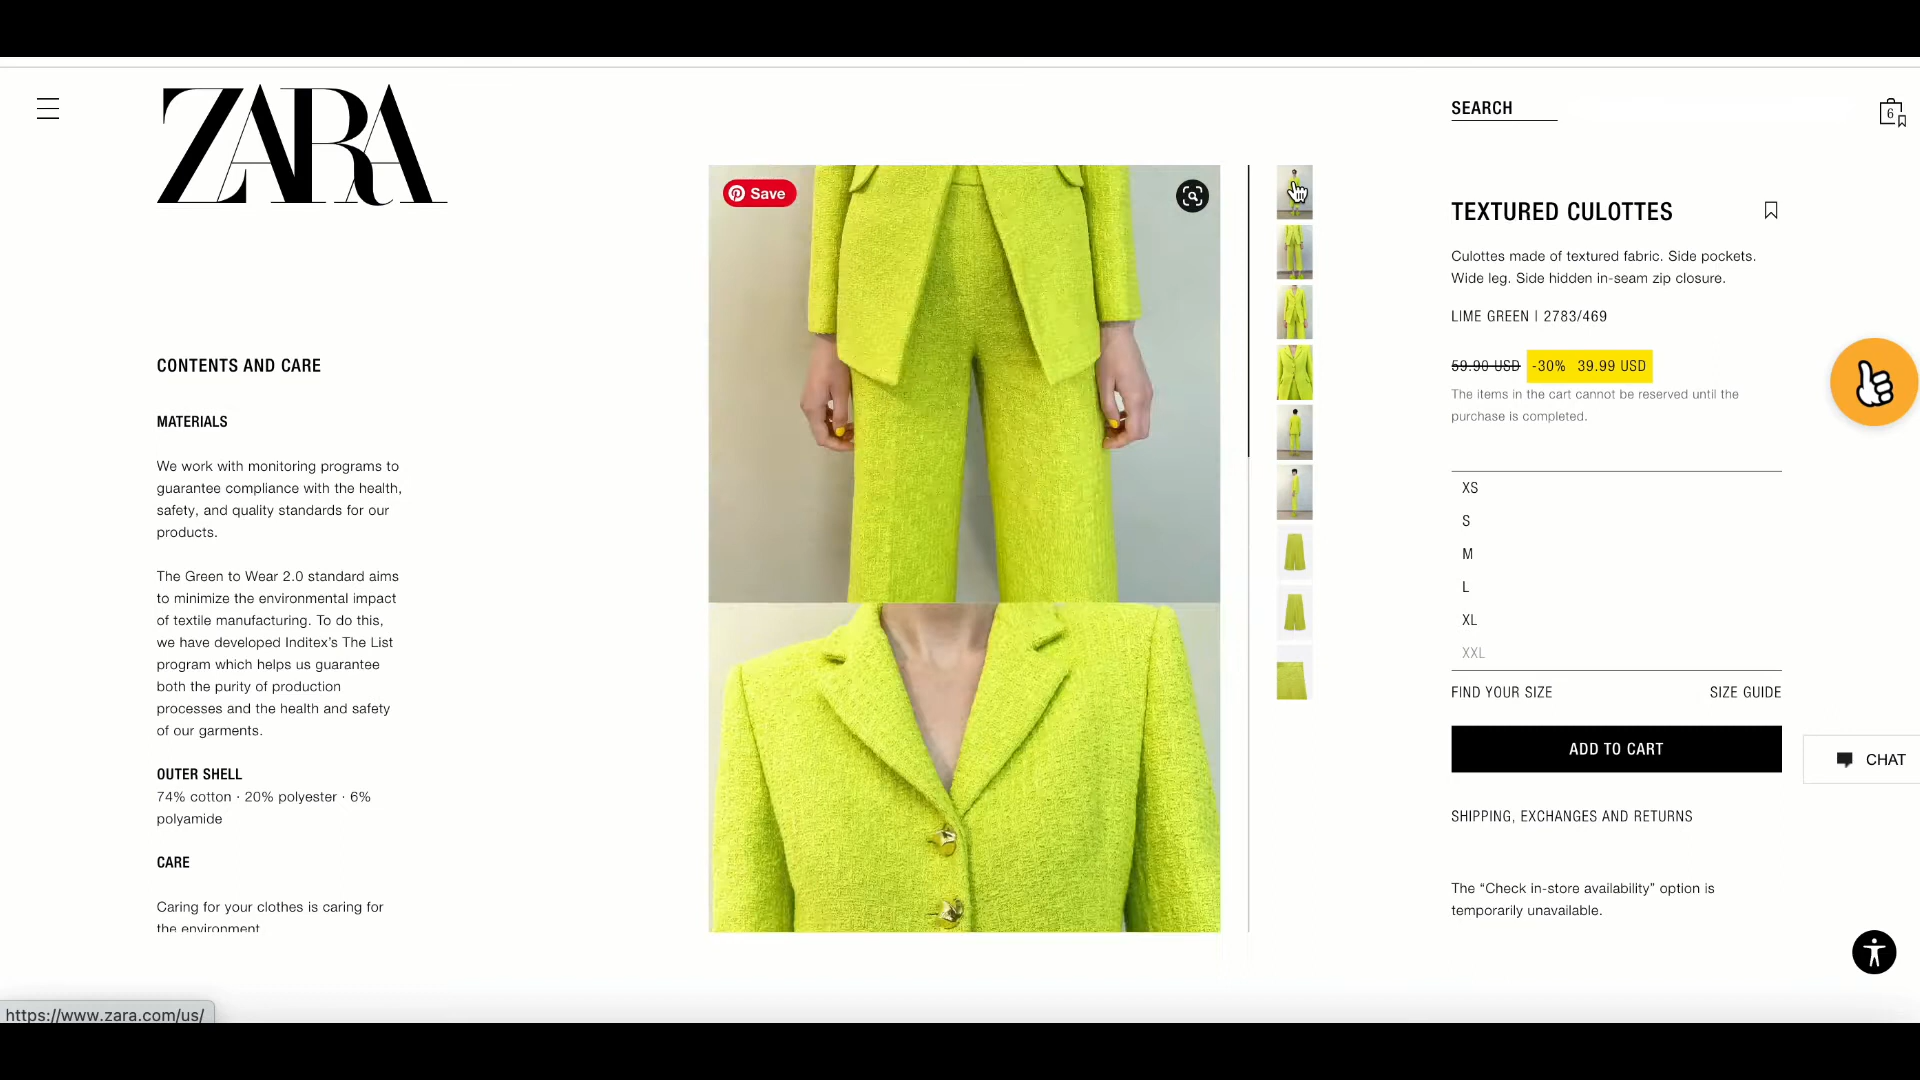 ZARA
SEARCH
6
Save
CONTENTS AND CARE
MATERIALS
We work with monitoring programs to
guarantee compliance with the health,
safety, and quality standards for our
products.
The Green to Wear 2.0 standard aims
to minimize the environmental impact
of textile manufacturing. To do this,
we have developed Inditex’s The List
program which helps us guarantee
both the purity of production
processes and the health and safety
of our garments.
OUTER SHELL
74% cotton · 20% polyester · 6%
polyamide
CARE
Caring for your clothes is caring for
the environment
TEXTURED CULOTTES
Culottes made of textured fabric. Side pockets.
Wide leg. Side hidden in-seam zip closure.
LIME GREEN | 2783/469
59.90 USD -30% 39.99 USD
The items in the cart cannot be reserved until the
purchase is completed.
XS
S
M
L
XL
XXL
FIND YOUR SIZE SIZE GUIDE
ADD TO CART
CHAT
SHIPPING, EXCHANGES AND RETURNS
The “Check in-store availability” option is
temporarily unavailable.
https://www.zara.com/us/